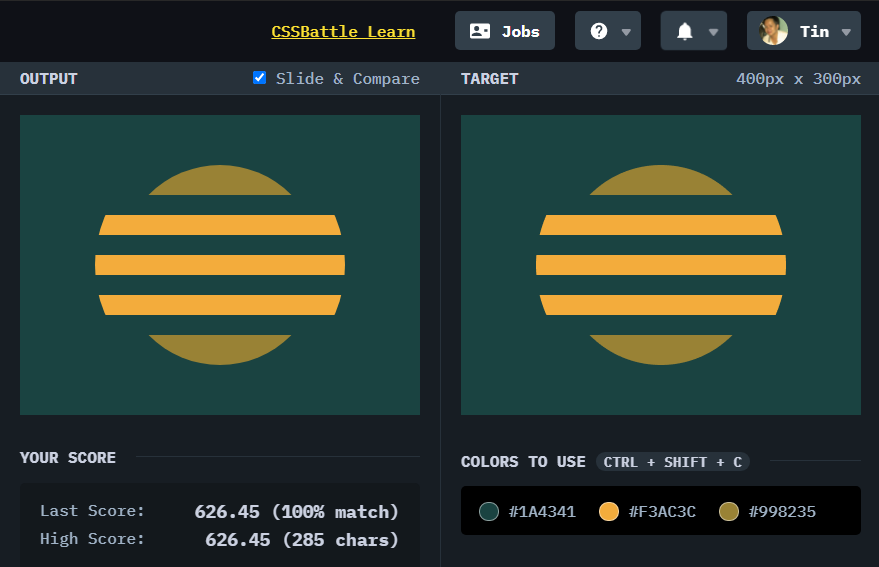 CSSBattle Learn Jobs Tin
OUTPUT Slide & Compare TARGET 400px x 300px
YOUR SCORE
COLORS TO USE CTRL + SHIFT + C
Last Score: 626.45 (100% match)
#1A4341 #F3AC3C #998235
High Score: 626.45 (285 chars)